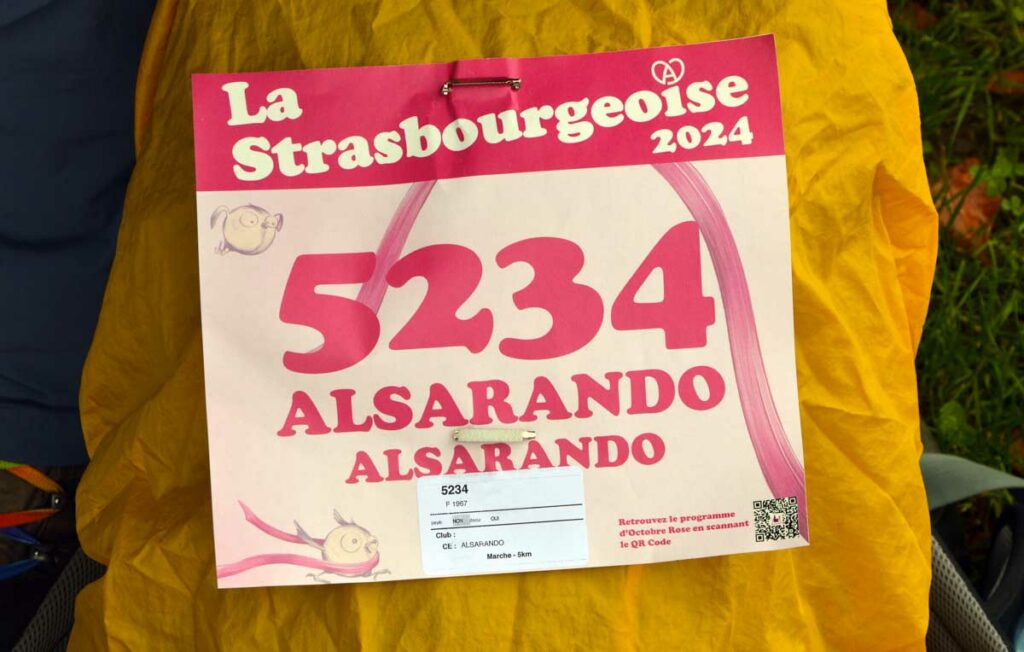 La
Strasbourgeoise
2024
5234
ALSARANDO
ALSARANDO
5234
F 1967
NON OUI
Club :
CE : ALSARANDO
Marche - 5km
Retrouvez le programme
d'Octobre Rose en scannant
le QR Code